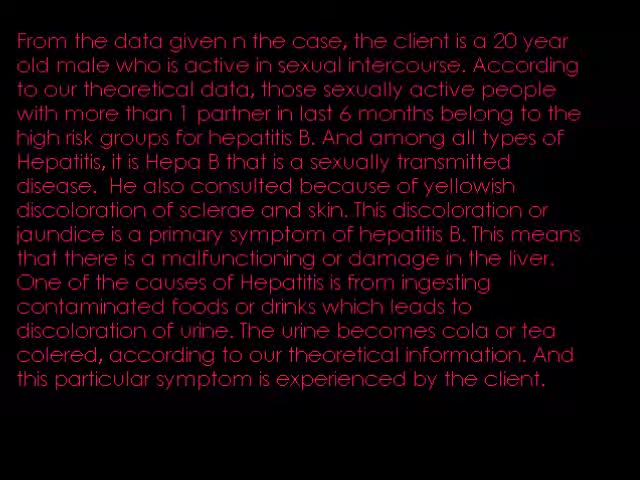 From the data given n the case, the client is a 20 year
old male who is active in sexual intercourse. According
to our theoretical data, those sexually active people
with more than 1 partner in last 6 months belong to the
high risk groups for hepatitis B. And among all types of
Hepatitis, it is Hepa B that is a sexually transmitted
disease.  He also consulted because of yellowish
discoloration of sclerae and skin. This discoloration or
jaundice is a primary symptom of hepatitis B. This means
that there is a malfunctioning or damage in the liver.
One of the causes of Hepatitis is from ingesting
contaminated foods or drinks which leads to
discoloration of urine. The urine becomes cola or tea
colered, according to our theoretical information. And
this particular symptom is experienced by the client.